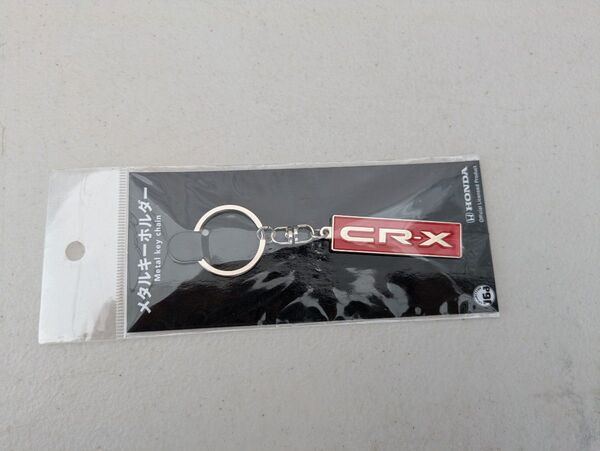 メタルキーホルダー
Metal key chain
CR-X
HONDA
Official Licensed Product